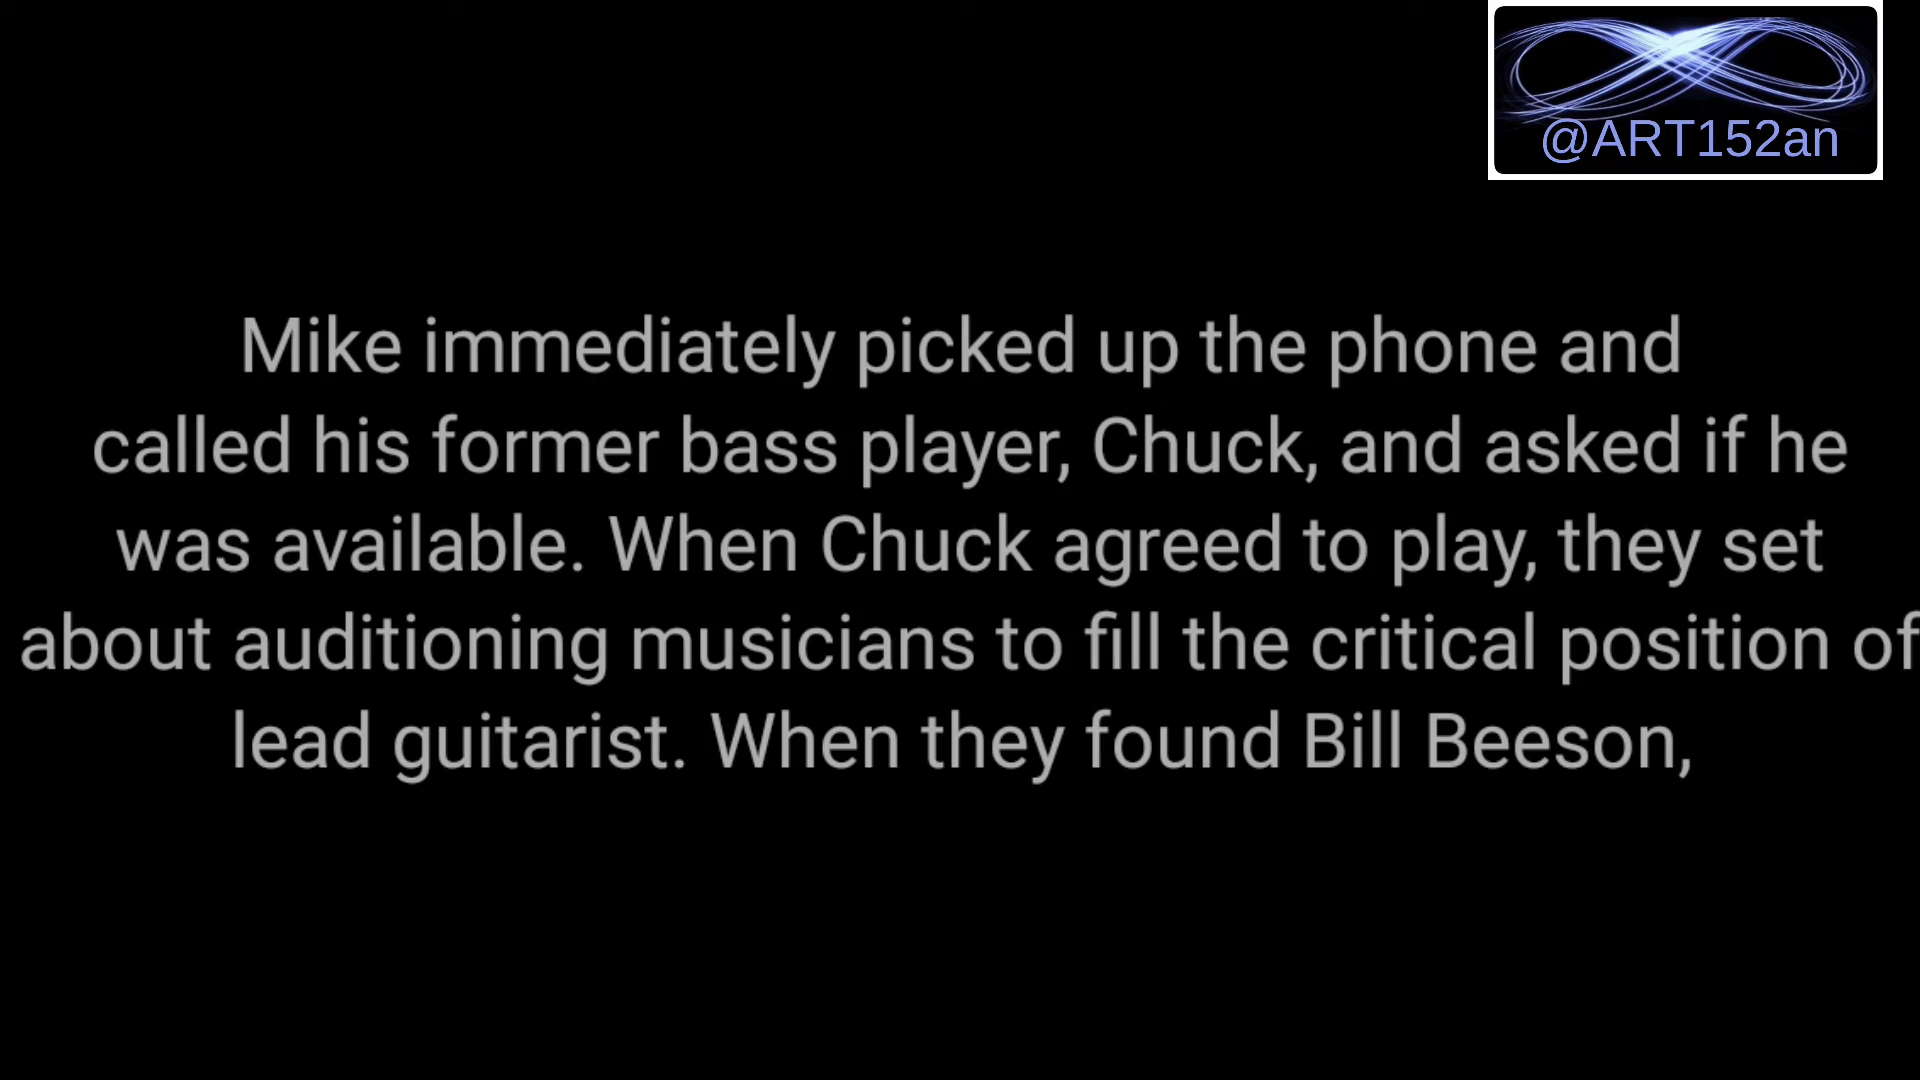 @ART152an
Mike immediately picked up the phone and
called his former bass player, Chuck, and asked if he
was available. When Chuck agreed to play, they set
about auditioning musicians to fill the critical position of
lead guitarist. When they found Bill Beeson,